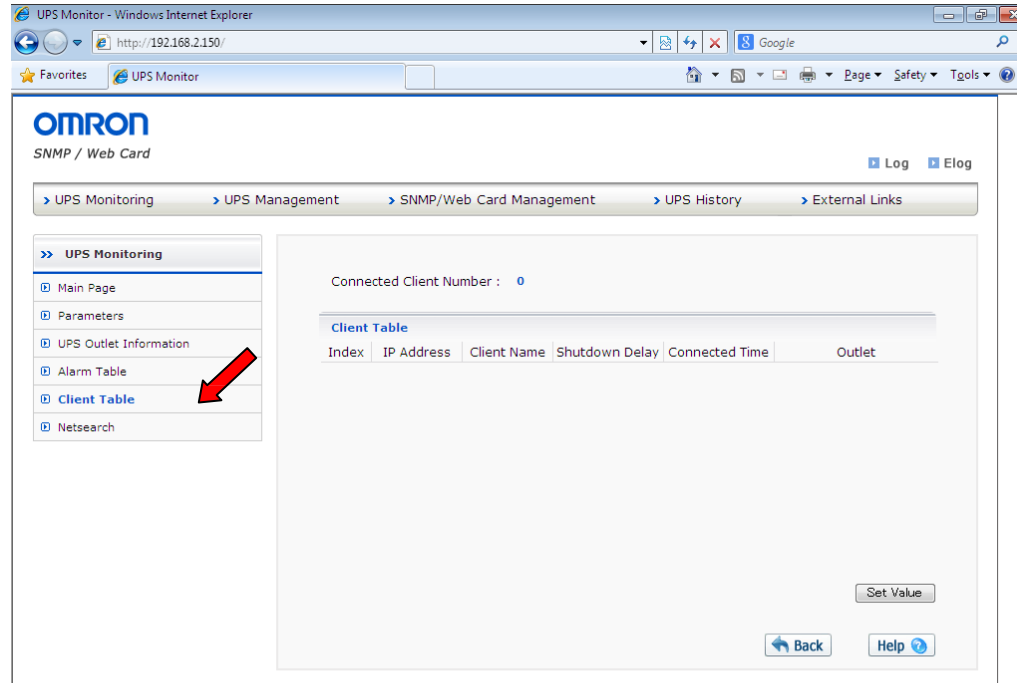 UPS Monitor - Windows Internet Explorer
http://192.168.2.150/
Google
Favorites UPS Monitor Page Safety Tools
OMRON
SNMP / Web Card
Log Elog
UPS Monitoring UPS Management SNMP/Web Card Management UPS History External Links
UPS Monitoring
Main Page
Parameters
UPS Outlet Information
Alarm Table
Client Table
Netsearch
Connected Client Number : 0
Client Table
Index IP Address Client Name Shutdown Delay Connected Time Outlet
Set Value
Back Help